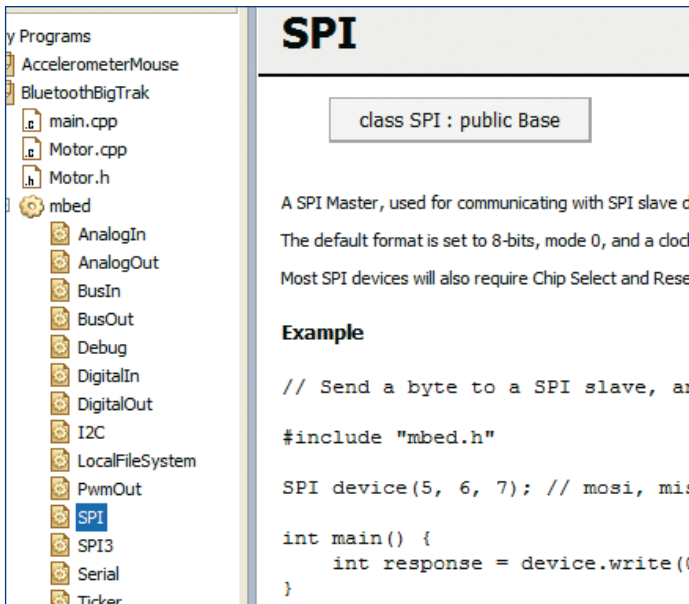 y Programs
AccelerometerMouse
BluetoothBigTrak
.c main.cpp
.c Motor.cpp
.h Motor.h
mbed
AnalogIn
AnalogOut
BusIn
BusOut
Debug
DigitalIn
DigitalOut
I2C
LocalFileSystem
PwmOut
SPI
SPI3
Serial
Ticker
SPI
class SPI : public Base
A SPI Master, used for communicating with SPI slave d
The default format is set to 8-bits, mode 0, and a cloc
Most SPI devices will also require Chip Select and Rese
Example
// Send a byte to a SPI slave, a
#include "mbed.h"
SPI device(5, 6, 7); // mosi, mis
int main() {
int response = device.write(
}